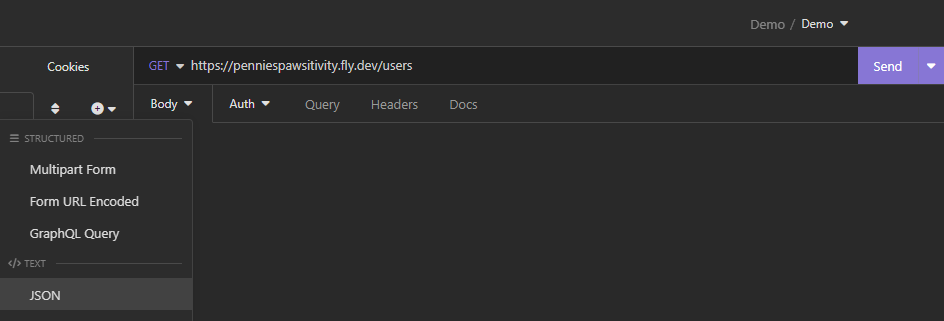 Demo / Demo
Cookies
GET https://penniespawsitivity.fly.dev/users
Send
Body
Auth
Query
Headers
Docs
STRUCTURED
Multipart Form
Form URL Encoded
GraphQL Query
</> TEXT
JSON